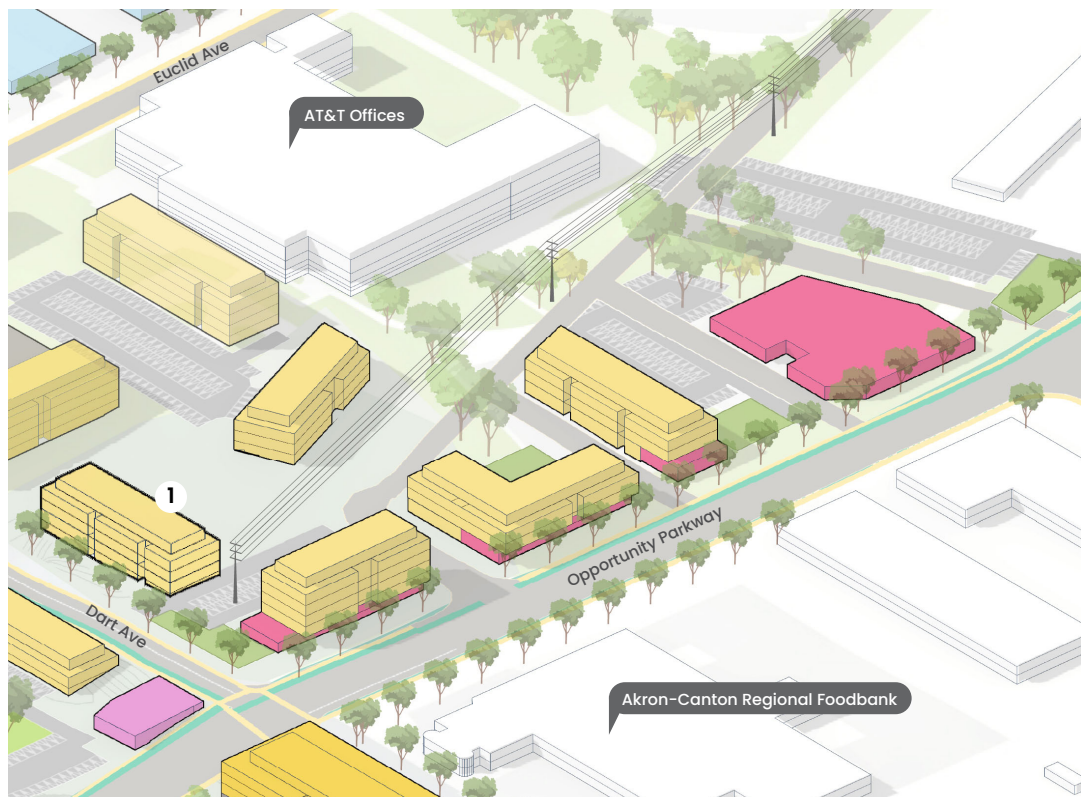 Euclid Ave
AT&T Offices
1
Opportunity Parkway
Dart Ave
Akron-Canton Regional Foodbank